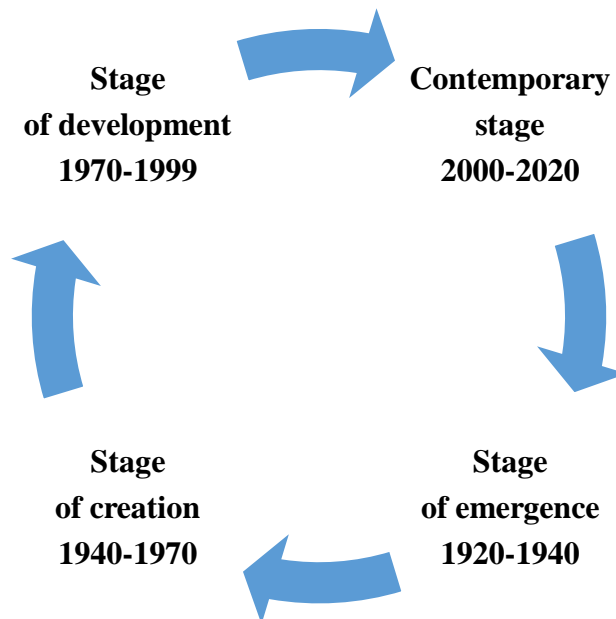 Stage
of development
1970-1999
Contemporary
stage
2000-2020
Stage
of creation
1940-1970
Stage
of emergence
1920-1940